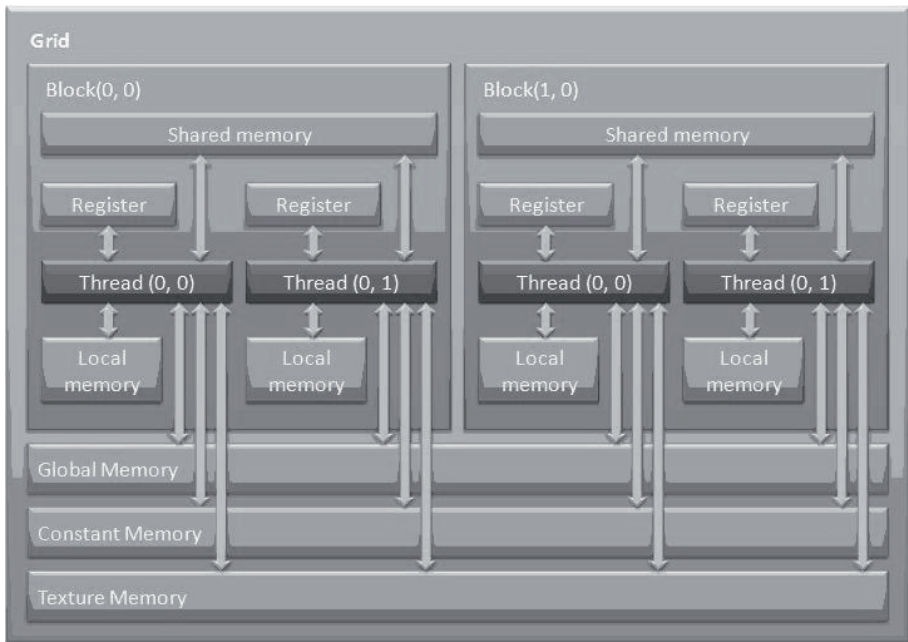 Grid
Block(0, 0)
Shared memory
Register
Register
Thread (0, 0)
Thread (0, 1)
Local
memory
Local
memory
Block(1, 0)
Shared memory
Register
Register
Thread (0, 0)
Thread (0, 1)
Local
memory
Local
memory
Global Memory
Constant Memory
Texture Memory